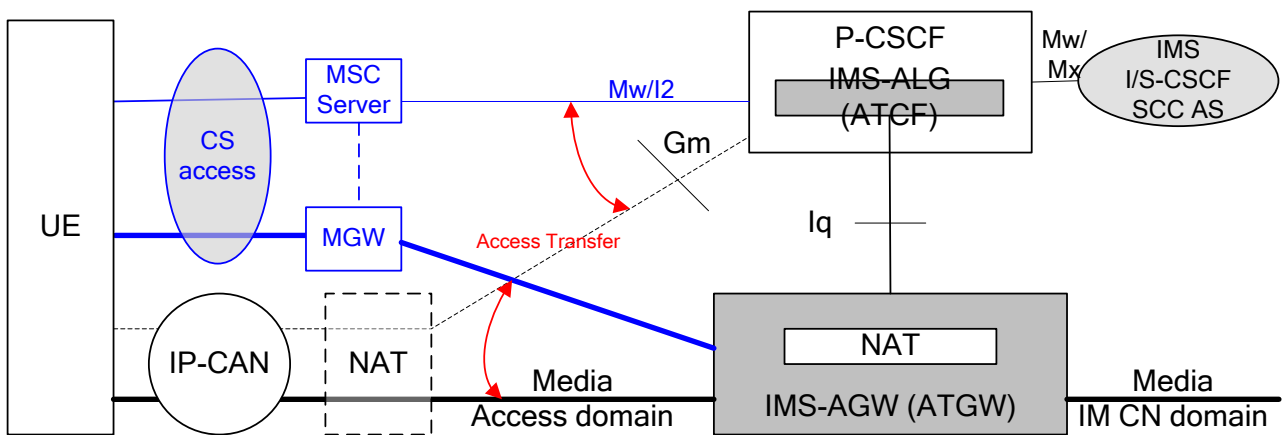 UE
CS
access
MSC
Server
MGW
IP-CAN
NAT
Mw/I2
Gm
Access Transfer
P-CSCF
IMS-ALG
(ATCF)
Mw/
Mx
IMS
I/S-CSCF
SCC AS
Iq
NAT
IMS-AGW (ATGW)
Media
Access domain
Media
IM CN domain